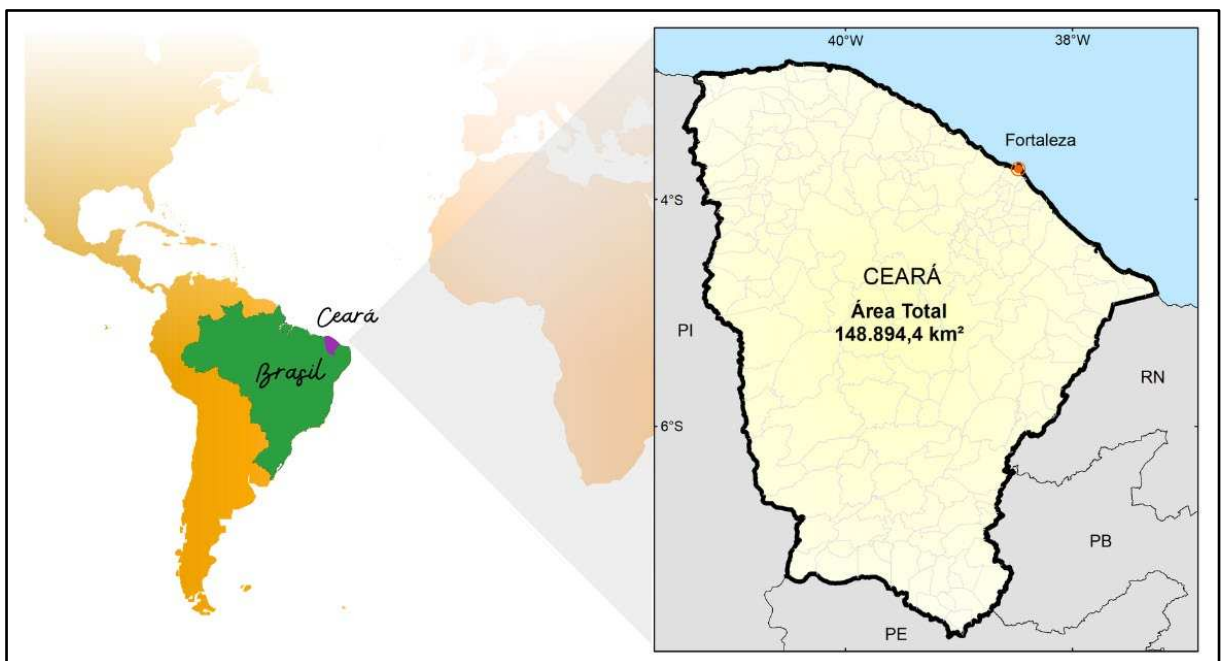 Ceará
Brasil
40°W
38°W
Fortaleza
4°S
CEARÁ
Área Total
148.894,4 km²
PI
RN
6°S
PB
PE